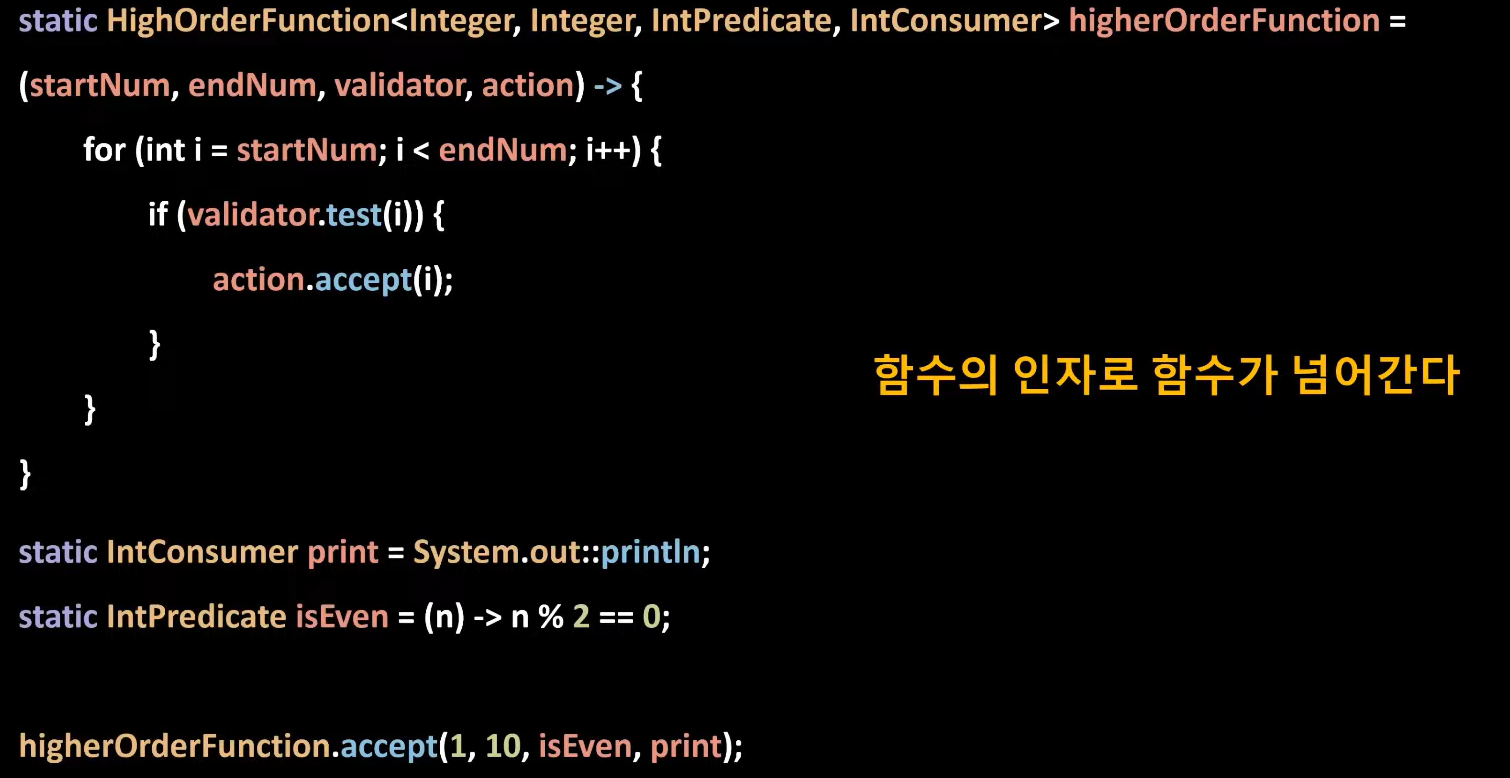 static HighOrderFunction<Integer, Integer, IntPredicate, IntConsumer> higherOrderFunction =
(startNum, endNum, validator, action) -> {
for (int i = startNum; i < endNum; i++) {
if (validator.test(i)) {
action.accept(i);
}
함수의 인자로 함수가 넘어간다
}
}
static IntConsumer print = System.out::println;
static IntPredicate isEven = (n) -> n % 2 == 0;
higherOrderFunction.accept(1, 10, isEven, print);